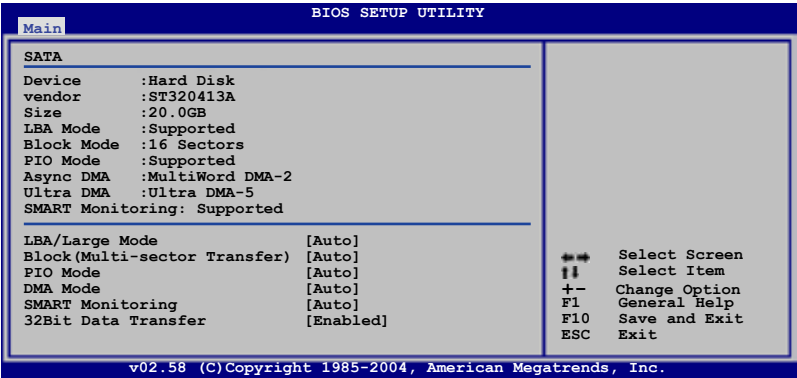 BIOS SETUP UTILITY
Main
SATA
Device :Hard Disk
vendor :ST320413A
Size :20.0GB
LBA Mode :Supported
Block Mode :16 Sectors
PIO Mode :Supported
Async DMA :MultiWord DMA-2
Ultra DMA :Ultra DMA-5
SMART Monitoring: Supported
LBA/Large Mode [Auto]
Block(Multi-sector Transfer) [Auto]
PIO Mode [Auto]
DMA Mode [Auto]
SMART Monitoring [Auto]
32Bit Data Transfer [Enabled]
←→ Select Screen
↑↓ Select Item
+- Change Option
F1 General Help
F10 Save and Exit
ESC Exit
v02.58 (C)Copyright 1985-2004, American Megatrends, Inc.